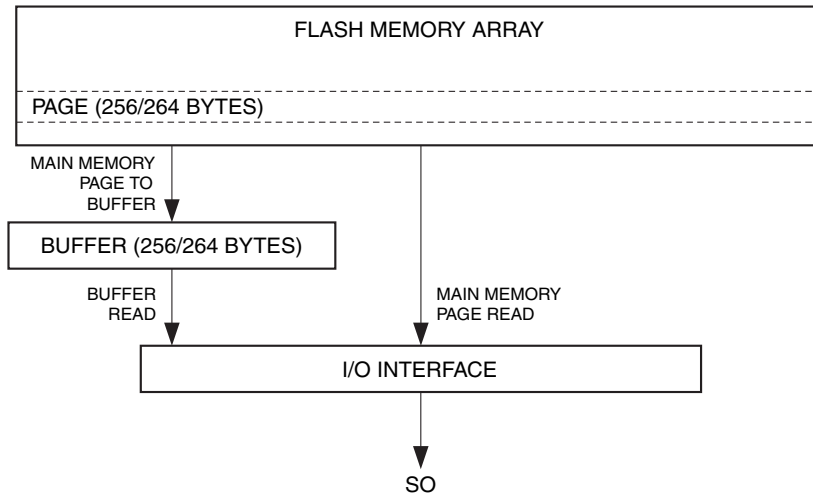 FLASH MEMORY ARRAY
PAGE (256/264 BYTES)
MAIN MEMORY
PAGE TO
BUFFER
BUFFER (256/264 BYTES)
BUFFER
READ
MAIN MEMORY
PAGE READ
I/O INTERFACE
SO